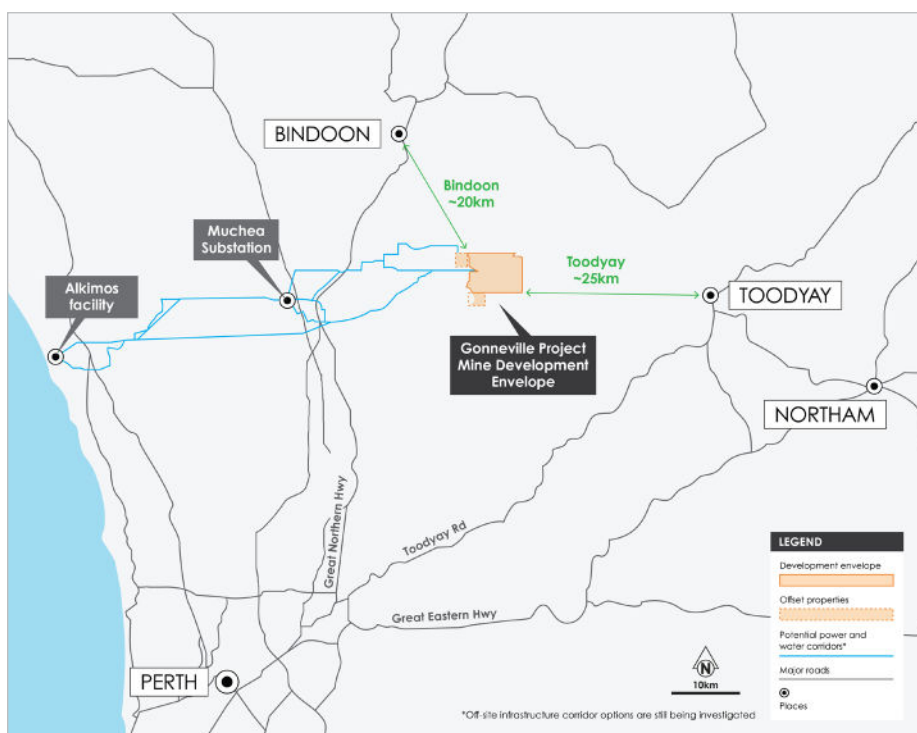 BINDOON
Bindoon
~20km
Muchea
Substation
Alkimos
facility
Toodyay
~25km
TOODYAY
Gonneville Project
Mine Development
Envelope
NORTHAM
Great Northern Hwy
Toodyay Rd
Great Eastern Hwy
PERTH
N
10km
LEGEND
Development envelope
Offset properties
Potential power and
water corridors*
Major roads
Places
*Off-site infrastructure corridor options are still being investigated